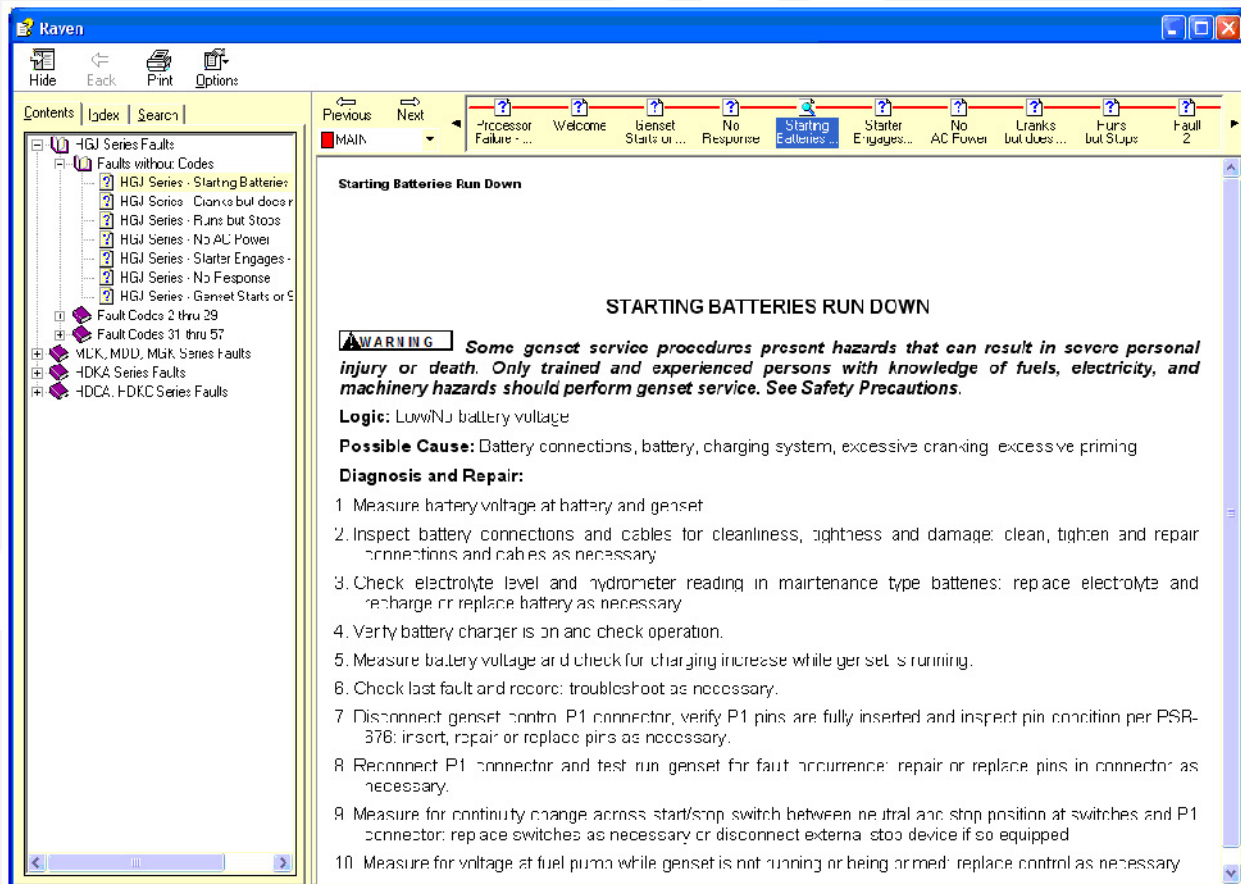 Raven
Hide Back Print Options
Contents Index Search
HGJ Series Faults
Faults without Codes
HGJ Series - Starting Batteries
HGJ Series - Cranks but does r
HGJ Series - Runs but Stops
HGJ Series - No AC Power
HGJ Series - Starter Engages -
HGJ Series - No Response
HGJ Series - Genset Starts or S
Fault Codes 2 thru 29
Fault Codes 31 thru 57
MDK, MDD, MGK Series Faults
HDKA Series Faults
HDCA, HDKC Series Faults
Previous Next
MAIN
Processor
Failure - ...
Welcome
Genset
Starts or ...
No
Response
Starting
Batteries ...
Starter
Engages...
No
AC Power
Cranks
but does ...
Runs
but Stops
Fault
2
Starting Batteries Run Down
STARTING BATTERIES RUN DOWN
WARNING Some genset service procedures present hazards that can result in severe personal
injury or death. Only trained and experienced persons with knowledge of fuels, electricity, and
machinery hazards should perform genset service. See Safety Precautions.
Logic: Low/No battery voltage
Possible Cause: Battery connections, battery, charging system, excessive cranking, excessive priming
Diagnosis and Repair:
1. Measure battery voltage at battery and genset
2. Inspect battery connections and cables for cleanliness, tightness and damage: clean, tighten and repair
connections and cables as necessary
3. Check electrolyte level and hydrometer reading in maintenance type batteries: replace electrolyte and
recharge or replace battery as necessary
4. Verify battery charger is on and check operation.
5. Measure battery voltage and check for charging increase while genset is running.
6. Check last fault and record: troubleshoot as necessary.
7. Disconnect genset control P1 connector, verify P1 pins are fully inserted and inspect pin condition per PSB-
676: insert, repair or replace pins as necessary.
8. Reconnect P1 connector and test run genset for fault occurrence: repair or replace pins in connector as
necessary.
9. Measure for continuity change across start/stop switch between neutral and stop position at switches and P1
connector: replace switches as necessary or disconnect external stop device if so equipped
10. Measure for voltage at fuel pump while genset is not running or being primed: replace control as necessary